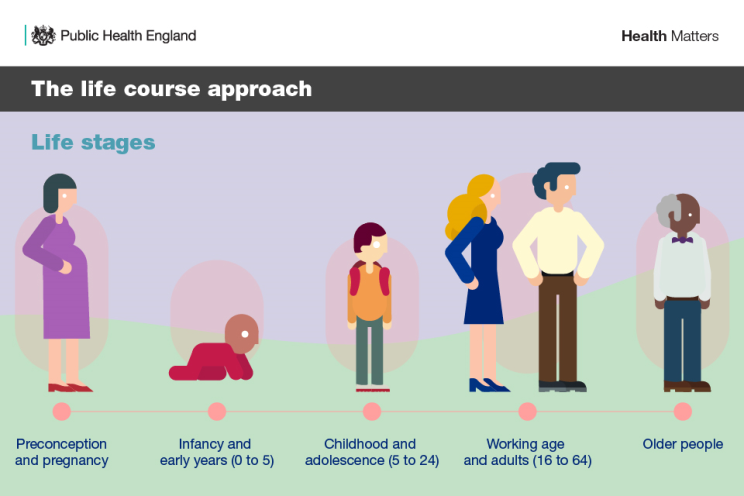 Public Health England
Health Matters
The life course approach
Life stages
Preconception
and pregnancy
Infancy and
early years (0 to 5)
Childhood and
adolescence (5 to 24)
Working age
and adults (16 to 64)
Older people